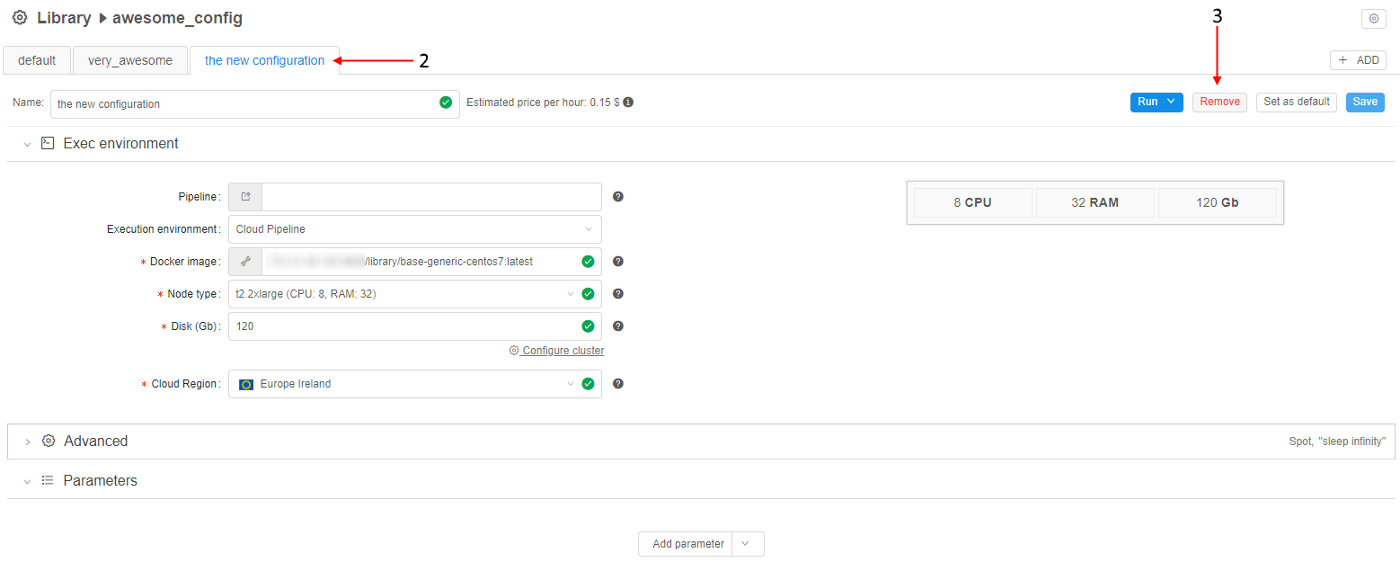 Library ▸ awesome_config
3
default very_awesome the new configuration 2 + ADD
Name: the new configuration Estimated price per hour: 0.15 $ Run Remove Set as default Save
Exec environment
Pipeline:
8 CPU 32 RAM 120 Gb
Execution environment: Cloud Pipeline
* Docker image: /library/base-generic-centos7:latest
* Node type: t2.2xlarge (CPU: 8, RAM: 32)
* Disk (Gb): 120
Configure cluster
* Cloud Region: Europe Ireland
Advanced Spot, "sleep infinity"
Parameters
Add parameter